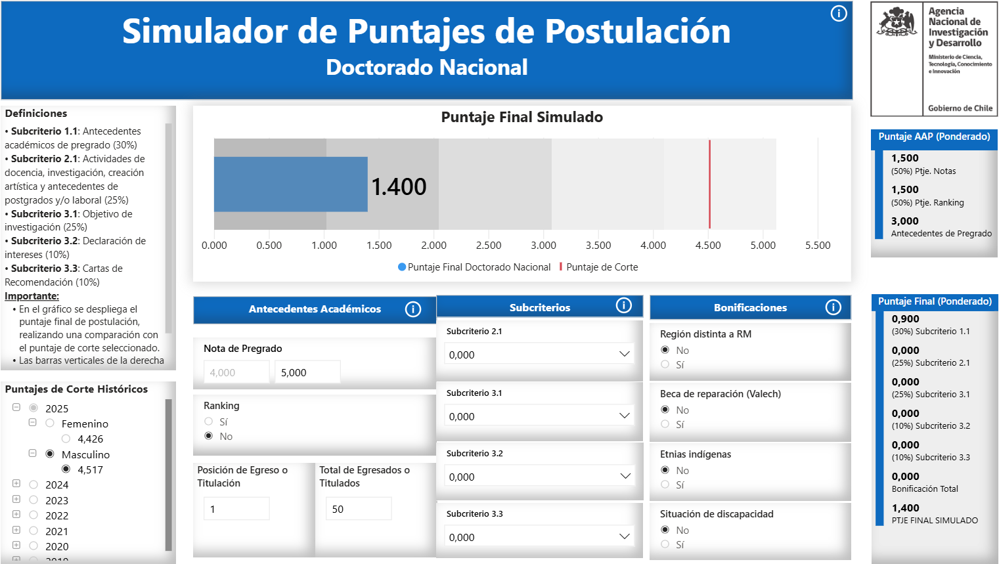 Simulador de Puntajes de Postulación
Doctorado Nacional
Agencia
Nacional de
Investigación
y Desarrollo
Ministerio de Ciencia,
Tecnología, Conocimiento
e Innovación
Gobierno de Chile
Definiciones
• Subcriterio 1.1: Antecedentes
académicos de pregrado (30%)
• Subcriterio 2.1: Actividades de
docencia, investigación, creación
artística y antecedentes de
postgrados y/o laboral (25%)
• Subcriterio 3.1: Objetivo de
investigación (25%)
• Subcriterio 3.2: Declaración de
intereses (10%)
• Subcriterio 3.3: Cartas de
Recomendación (10%)
Importante:
• En el gráfico se despliega el
puntaje final de postulación,
realizando una comparación con
el puntaje de corte seleccionado.
• Las barras verticales de la derecha
Puntajes de Corte Históricos
2025
Femenino
4,426
Masculino
4,517
2024
2023
2022
2021
2020
2019
Puntaje Final Simulado
1.400
0.000 0.500 1.000 1.500 2.000 2.500 3.000 3.500 4.000 4.500 5.000 5.500
Puntaje Final Doctorado Nacional Puntaje de Corte
Antecedentes Académicos
Nota de Pregrado
4,000 5,000
Ranking
Sí
No
Posición de Egreso o
Titulación
1
Total de Egresados o
Titulados
50
Subcriterios
Subcriterio 2.1
0,000
Subcriterio 3.1
0,000
Subcriterio 3.2
0,000
Subcriterio 3.3
0,000
Bonificaciones
Región distinta a RM
No
Sí
Beca de reparación (Valech)
No
Sí
Etnias indígenas
No
Sí
Situación de discapacidad
No
Sí
Puntaje AAP (Ponderado)
1,500
(50%) Ptje. Notas
1,500
(50%) Ptje. Ranking
3,000
Antecedentes de Pregrado
Puntaje Final (Ponderado)
0,900
(30%) Subcriterio 1.1
0,000
(25%) Subcriterio 2.1
0,000
(25%) Subcriterio 3.1
0,000
(10%) Subcriterio 3.2
0,000
(10%) Subcriterio 3.3
0,000
Bonificación Total
1,400
PTJE FINAL SIMULADO